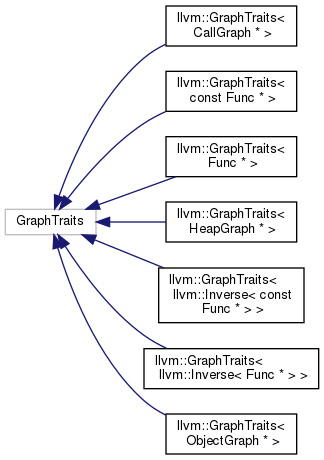 llvm::GraphTraits<
CallGraph * >
llvm::GraphTraits<
const Func * >
llvm::GraphTraits<
Func * >
GraphTraits
llvm::GraphTraits<
HeapGraph * >
llvm::GraphTraits<
llvm::Inverse< const
Func * > >
llvm::GraphTraits<
llvm::Inverse< Func * > >
llvm::GraphTraits<
ObjectGraph * >